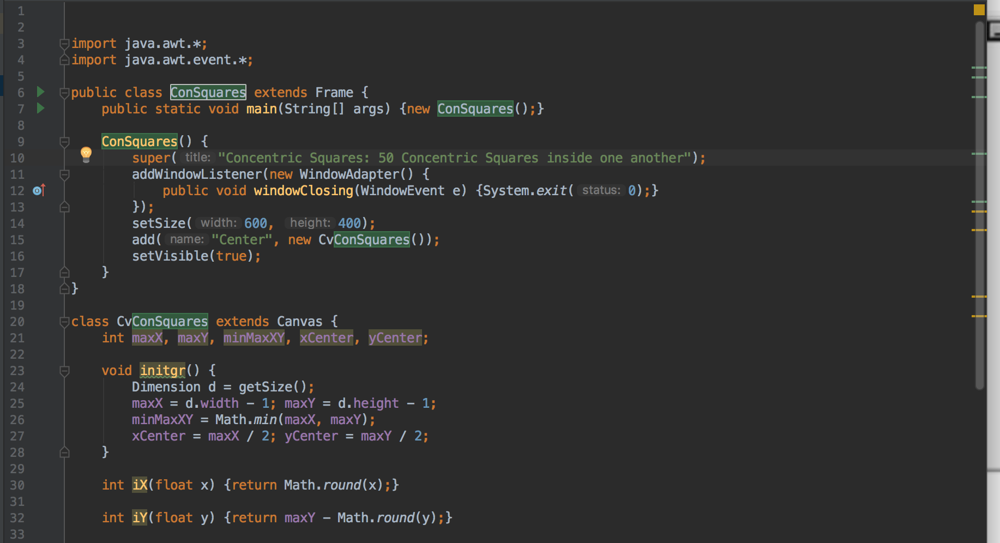 1
2
3 import java.awt.*;
4 import java.awt.event.*;
5
6 public class ConSquares extends Frame {
7 public static void main(String[] args) {new ConSquares();}
8
9 ConSquares() {
10 super( title: "Concentric Squares: 50 Concentric Squares inside one another");
11 addWindowListener(new WindowAdapter() {
12 public void windowClosing(WindowEvent e) {System.exit( status: 0);}
13 });
14 setSize( width: 600, height: 400);
15 add( name: "Center", new CvConSquares());
16 setVisible(true);
17 }
18 }
19
20 class CvConSquares extends Canvas {
21 int maxX, maxY, minMaxXY, xCenter, yCenter;
22
23 void initgr() {
24 Dimension d = getSize();
25 maxX = d.width - 1; maxY = d.height - 1;
26 minMaxXY = Math.min(maxX, maxY);
27 xCenter = maxX / 2; yCenter = maxY / 2;
28 }
29
30 int iX(float x) {return Math.round(x);}
31
32 int iY(float y) {return maxY - Math.round(y);}
33